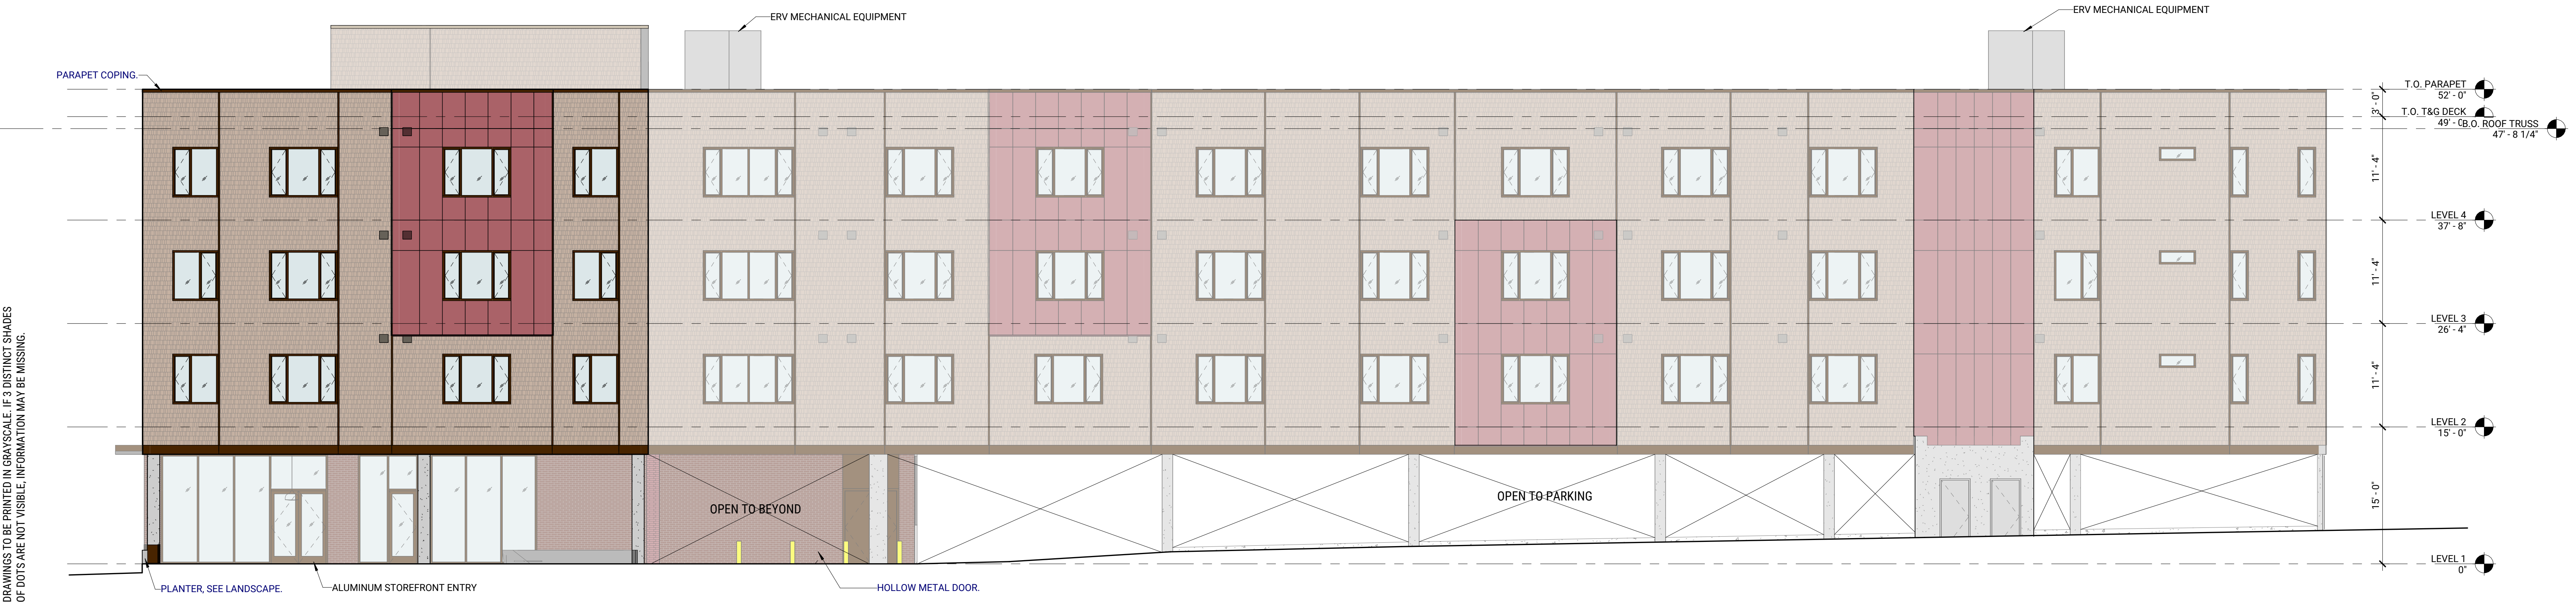 ERV MECHANICAL EQUIPMENT
ERV MECHANICAL EQUIPMENT
PARAPET COPING.
T.O. PARAPET
52' - 0"
3' - 0"
T.O. T&G DECK
49' - 0
B.O. ROOF TRUSS
47' - 8 1/4"
11' - 4"
LEVEL 4
37' - 8"
11' - 4"
LEVEL 3
26' - 4"
11' - 4"
LEVEL 2
15' - 0"
OPEN TO BEYOND
OPEN TO PARKING
15' - 0"
LEVEL 1
0"
PLANTER, SEE LANDSCAPE.
ALUMINUM STOREFRONT ENTRY
HOLLOW METAL DOOR.
DRAWINGS TO BE PRINTED IN GRAYSCALE. IF 3 DISTINCT SHADES
OF DOTS ARE NOT VISIBLE, INFORMATION MAY BE MISSING.